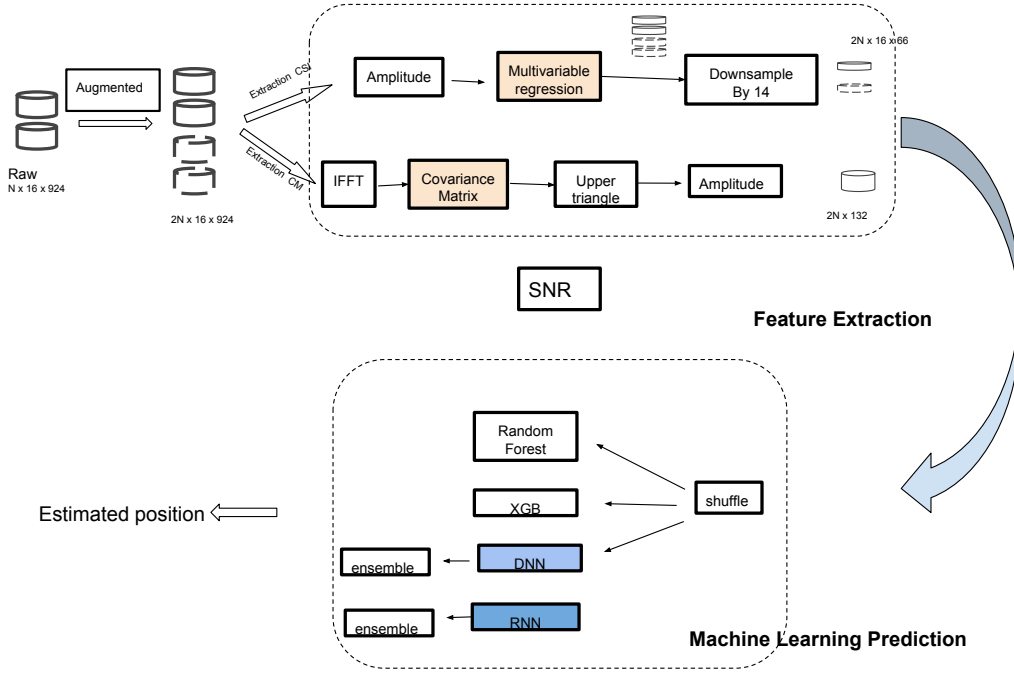 Augmented
Raw
N x 16 x 924
2N x 16 x 924
Extraction CSI
Extraction CM
Amplitude
Multivariable
regression
Downsample
By 14
2N x 16 x 66
IFFT
Covariance
Matrix
Upper
triangle
Amplitude
2N x 132
SNR
Feature Extraction
Random
Forest
XGB
shuffle
DNN
ensemble
RNN
ensemble
Estimated position
Machine Learning Prediction